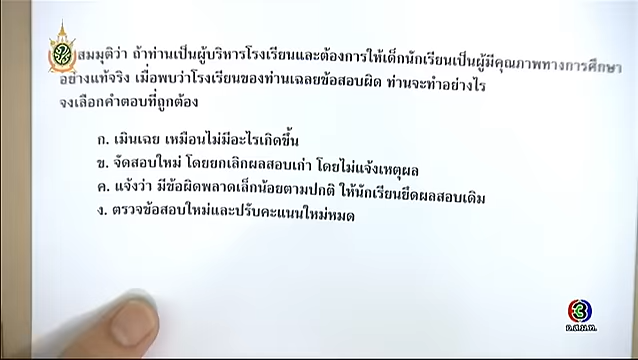 สมมุติว่า ถ้าท่านเป็นผู้บริหารโรงเรียนและต้องการให้เด็กนักเรียนเป็นผู้มีคุณภาพทางการศึกษา
อย่างแท้จริง เมื่อพบว่าโรงเรียนของท่านเฉลยข้อสอบผิด ท่านจะทำอย่างไร
จงเลือกคำตอบที่ถูกต้อง
ก. เมินเฉย เหมือนไม่มีอะไรเกิดขึ้น
ข. จัดสอบใหม่ โดยยกเลิกผลสอบเก่า โดยไม่แจ้งเหตุผล
ค. แจ้งว่า มีข้อผิดพลาดเล็กน้อยตามปกติ ให้นักเรียนยึดผลสอบเดิม
ง. ตรวจข้อสอบใหม่และปรับคะแนนใหม่หมด
3
อ.ส.ม.ท.